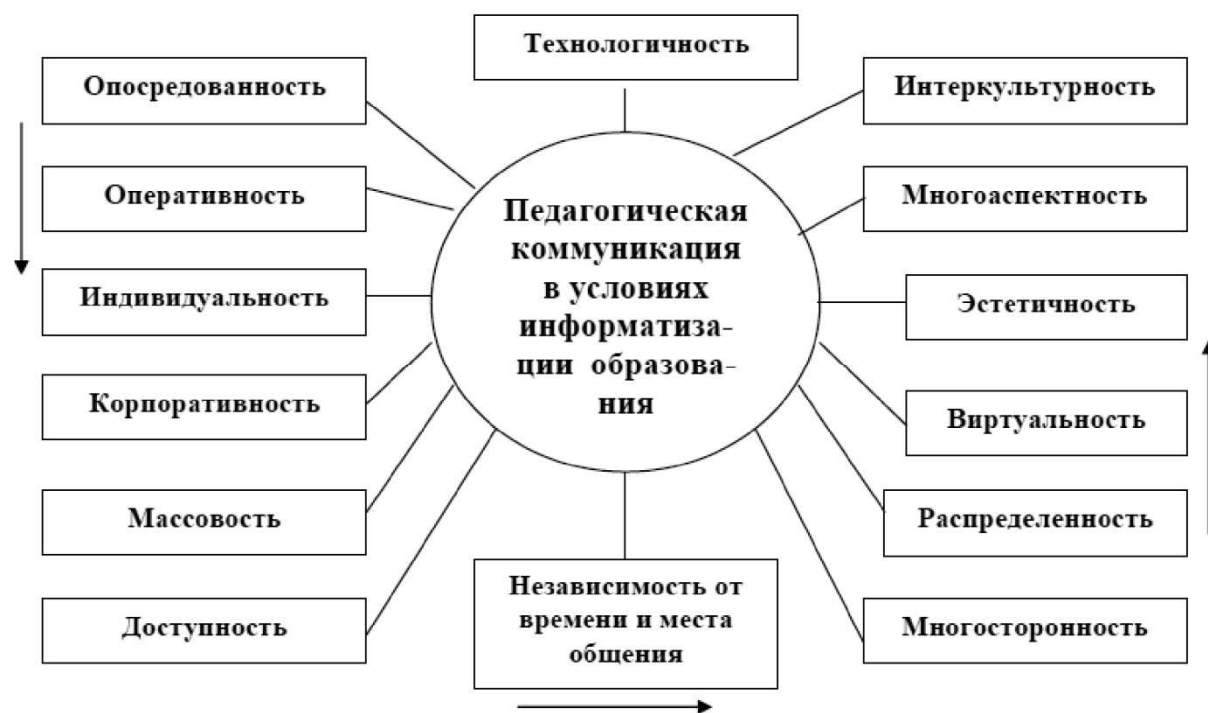 Технологичность
Опосредованность
Оперативность
Индивидуальность
Корпоративность
Массовость
Доступность
Педагогическая
коммуникация
в условиях
информатиза-
ции образова-
ния
Независимость от
времени и места
общения
Интеркультурность
Многоаспектность
Эстетичность
Виртуальность
Распределенность
Многосторонность